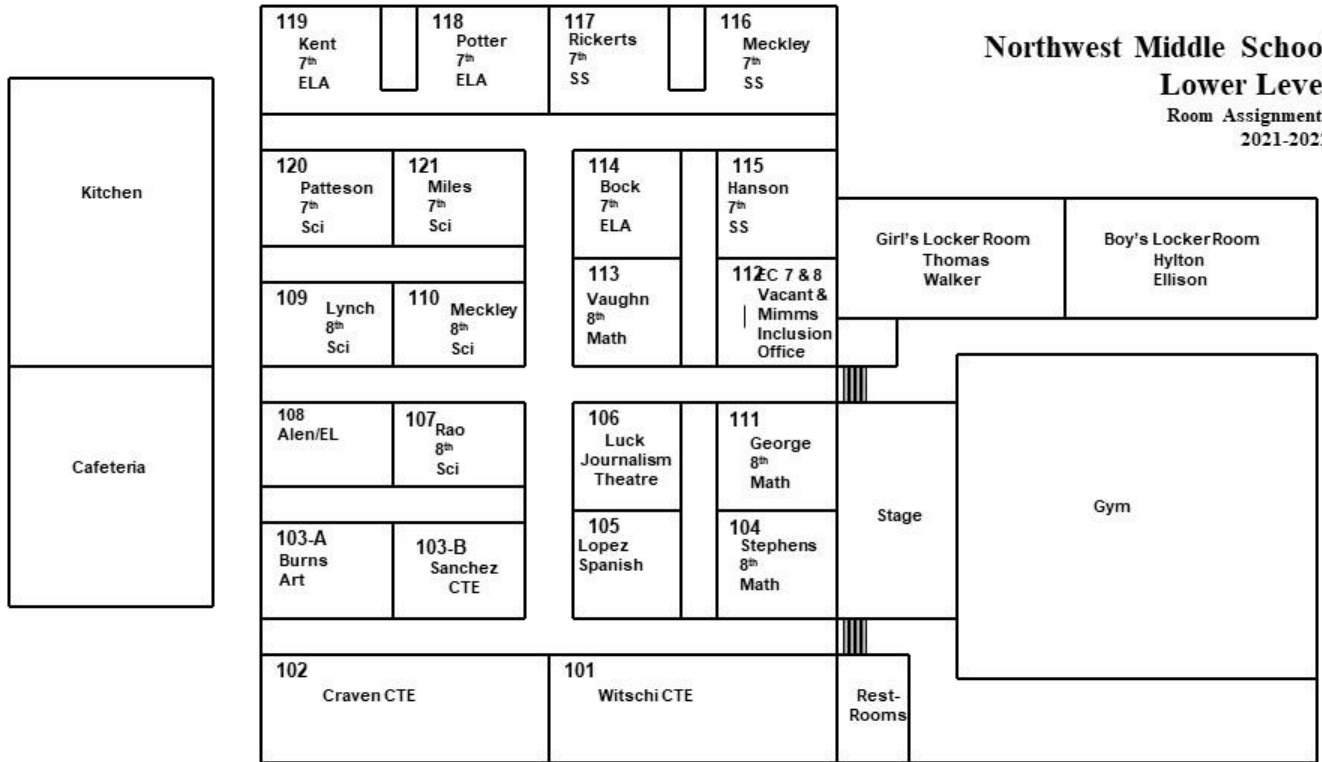 Northwest Middle Schoo
Lower Leve
Room Assignment
2021-202
119
Kent
7th
ELA
118
Potter
7th
ELA
117
Rickerts
7th
SS
116
Meckley
7th
SS
Kitchen
120
Patteson
7th
Sci
121
Miles
7th
Sci
114
Bock
7th
ELA
115
Hanson
7th
SS
Girl's Locker Room
Thomas
Walker
Boy's Locker Room
Hylton
Ellison
109
Lynch
8th
Sci
110
Meckley
8th
Sci
113
Vaughn
8th
Math
112 EC 7 & 8
Vacant &
Mimms
Inclusion
Office
Cafeteria
108
Alen/EL
107
Rao
8th
Sci
106
Luck
Journalism
Theatre
111
George
8th
Math
Stage
Gym
103-A
Burns
Art
103-B
Sanchez
CTE
105
Lopez
Spanish
104
Stephens
8th
Math
102
Craven CTE
101
Witschi CTE
Rest-
Rooms